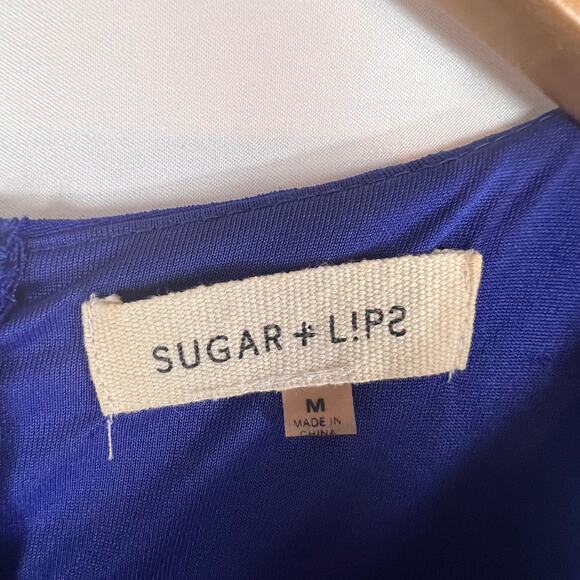 SUGAR + L!PS
M
MADE IN
CHINA